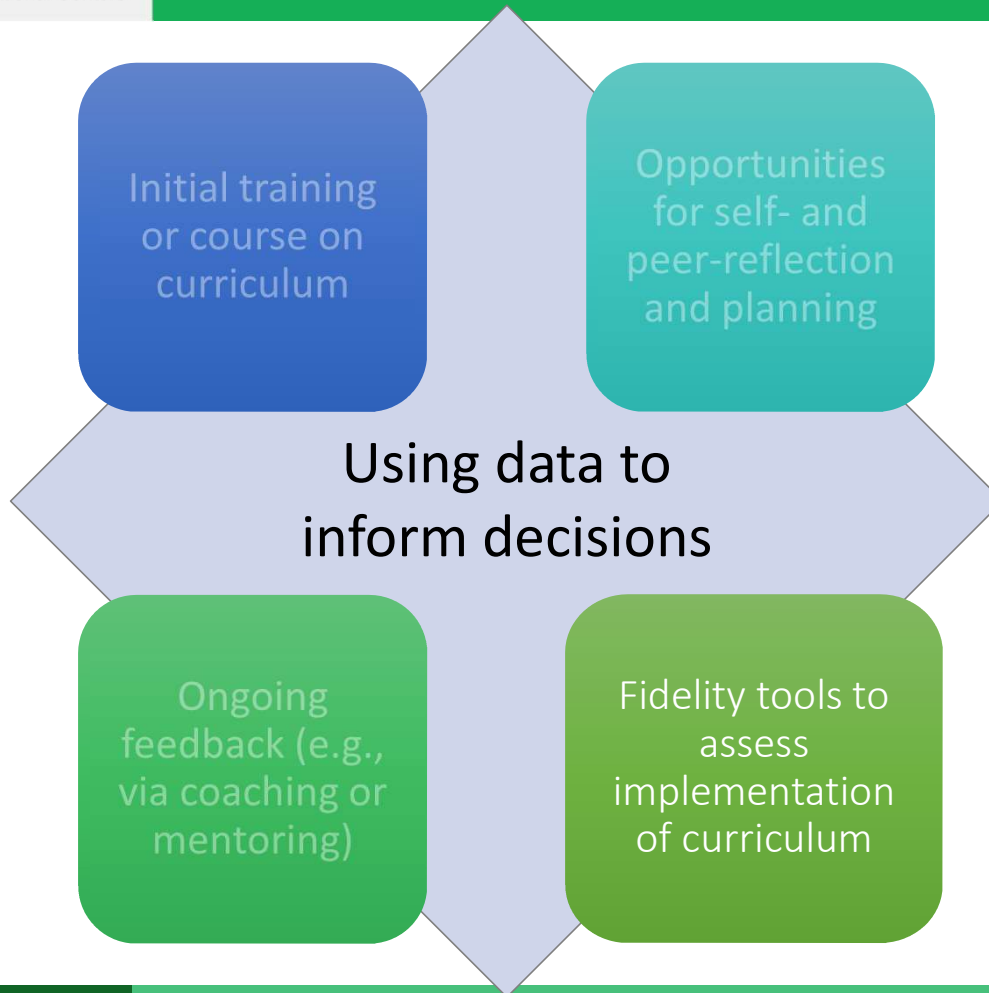 Initial training
or course on
curriculum
Opportunities
for self- and
peer-reflection
and planning
Using data to
inform decisions
Ongoing
feedback (e.g.,
via coaching or
mentoring)
Fidelity tools to
assess
implementation
of curriculum